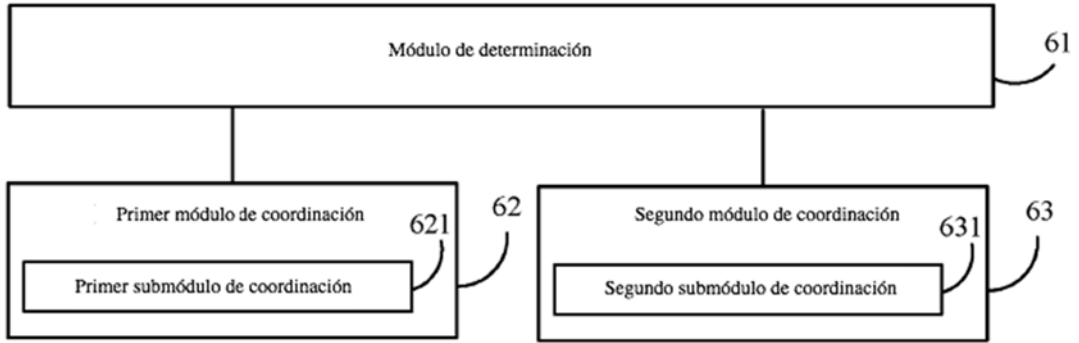 Módulo de determinación
61
Primer módulo de coordinación
621
62
Primer submódulo de coordinación
Segundo módulo de coordinación
631
63
Segundo submódulo de coordinación